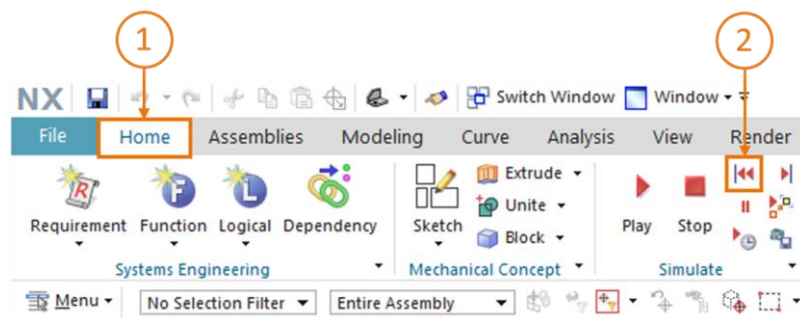 1 2
NX Switch Window Window
File Home Assemblies Modeling Curve Analysis View Render
Extrude
Unite
Requirement Function Logical Dependency Sketch Play Stop
Block
Systems Engineering Mechanical Concept Simulate
Menu No Selection Filter Entire Assembly